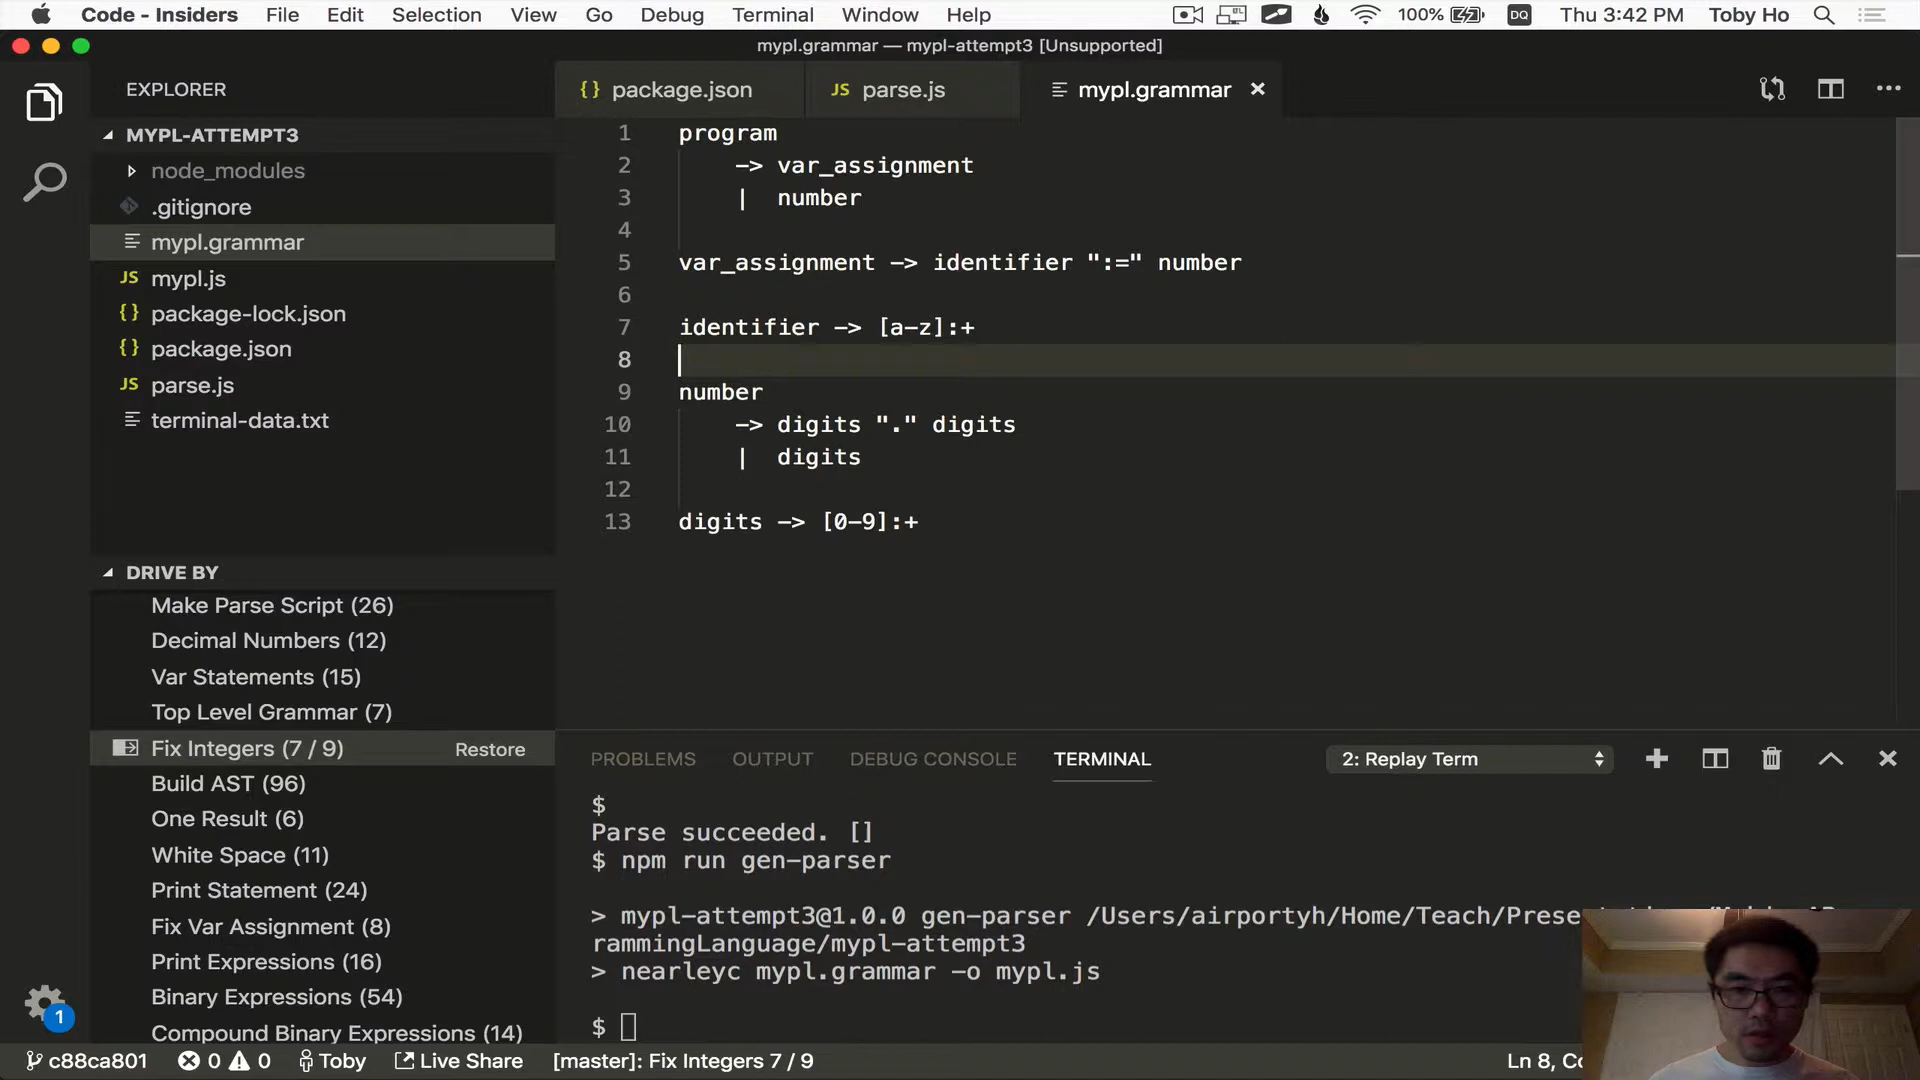 Code - Insiders File Edit Selection View Go Debug Terminal Window Help 100% DQ Thu 3:42 PM Toby Ho
mypl.grammar — mypl-attempt3 [Unsupported]
EXPLORER
MYPL-ATTEMPT3
node_modules
.gitignore
mypl.grammar
JS mypl.js
{} package-lock.json
{} package.json
JS parse.js
terminal-data.txt
DRIVE BY
Make Parse Script (26)
Decimal Numbers (12)
Var Statements (15)
Top Level Grammar (7)
Fix Integers (7 / 9) Restore
Build AST (96)
One Result (6)
White Space (11)
Print Statement (24)
Fix Var Assignment (8)
Print Expressions (16)
Binary Expressions (54)
Compound Binary Expressions (14)
1
{} package.json JS parse.js mypl.grammar ×
1 program
2 -> var_assignment
3 | number
4
5 var_assignment -> identifier ":=" number
6
7 identifier -> [a-z]:+
8
9 number
10 -> digits "." digits
11 | digits
12
13 digits -> [0-9]:+
PROBLEMS OUTPUT DEBUG CONSOLE TERMINAL 2: Replay Term
$
Parse succeeded. []
$ npm run gen-parser
> mypl-attempt3@1.0.0 gen-parser /Users/airportyh/Home/Teach/Prese
rammingLanguage/mypl-attempt3
> nearleyc mypl.grammar -o mypl.js
$
c88ca801 0 0 Toby Live Share [master]: Fix Integers 7 / 9 Ln 8, Co